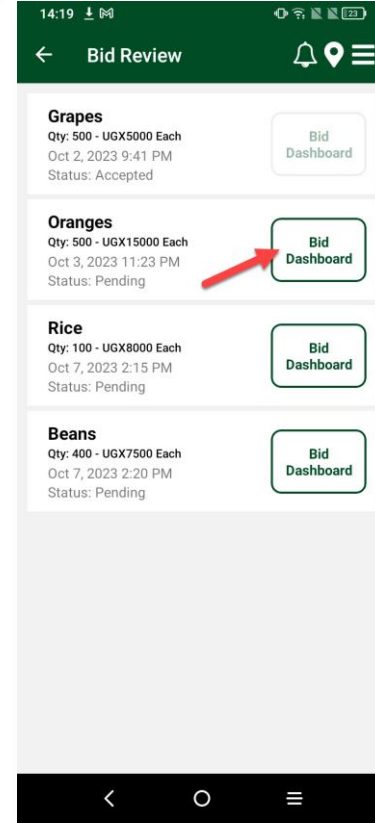 14:19
23
Bid Review
Grapes
Qty: 500 - UGX5000 Each
Oct 2, 2023 9:41 PM
Status: Accepted
Bid
Dashboard
Oranges
Qty: 500 - UGX15000 Each
Oct 3, 2023 11:23 PM
Status: Pending
Bid
Dashboard
Rice
Qty: 100 - UGX8000 Each
Oct 7, 2023 2:15 PM
Status: Pending
Bid
Dashboard
Beans
Qty: 400 - UGX7500 Each
Oct 7, 2023 2:20 PM
Status: Pending
Bid
Dashboard